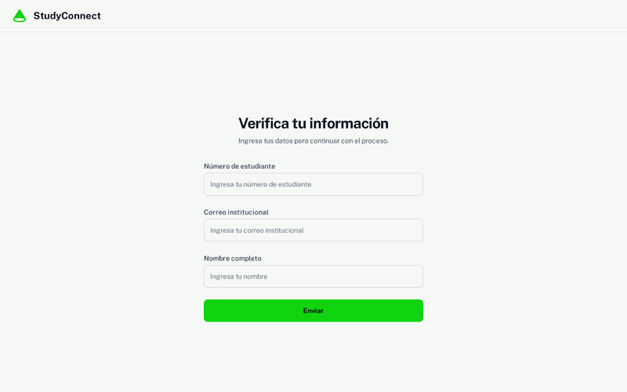 StudyConnect
Verifica tu información
Ingresa tus datos para continuar con el proceso.
Número de estudiante
Ingresa tu número de estudiante
Correo institucional
Ingresa tu correo institucional
Nombre completo
Ingresa tu nombre
Enviar